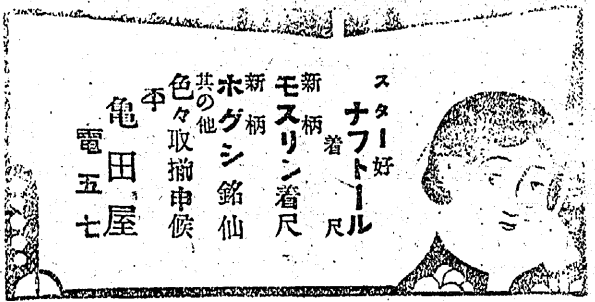 スター好
ナフトール
着尺
新柄
モスリン着尺
新柄
ホグシ銘仙
其の他
色々取揃申候
亀田屋
電五七